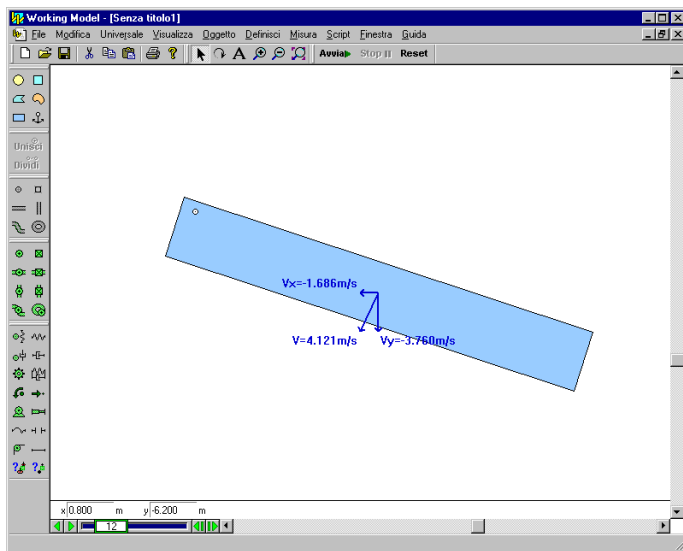 Working Model - [Senza titolo1]
File Modifica Universale Visualizza Oggetto Definisci Misura Script Finestra Guida
A Avvia Stop Reset
Unisci
Dividi
Vx=-1.686m/s
V=4.121m/s Vy=-3.760m/s
x 0.800 m y -6.200 m
12